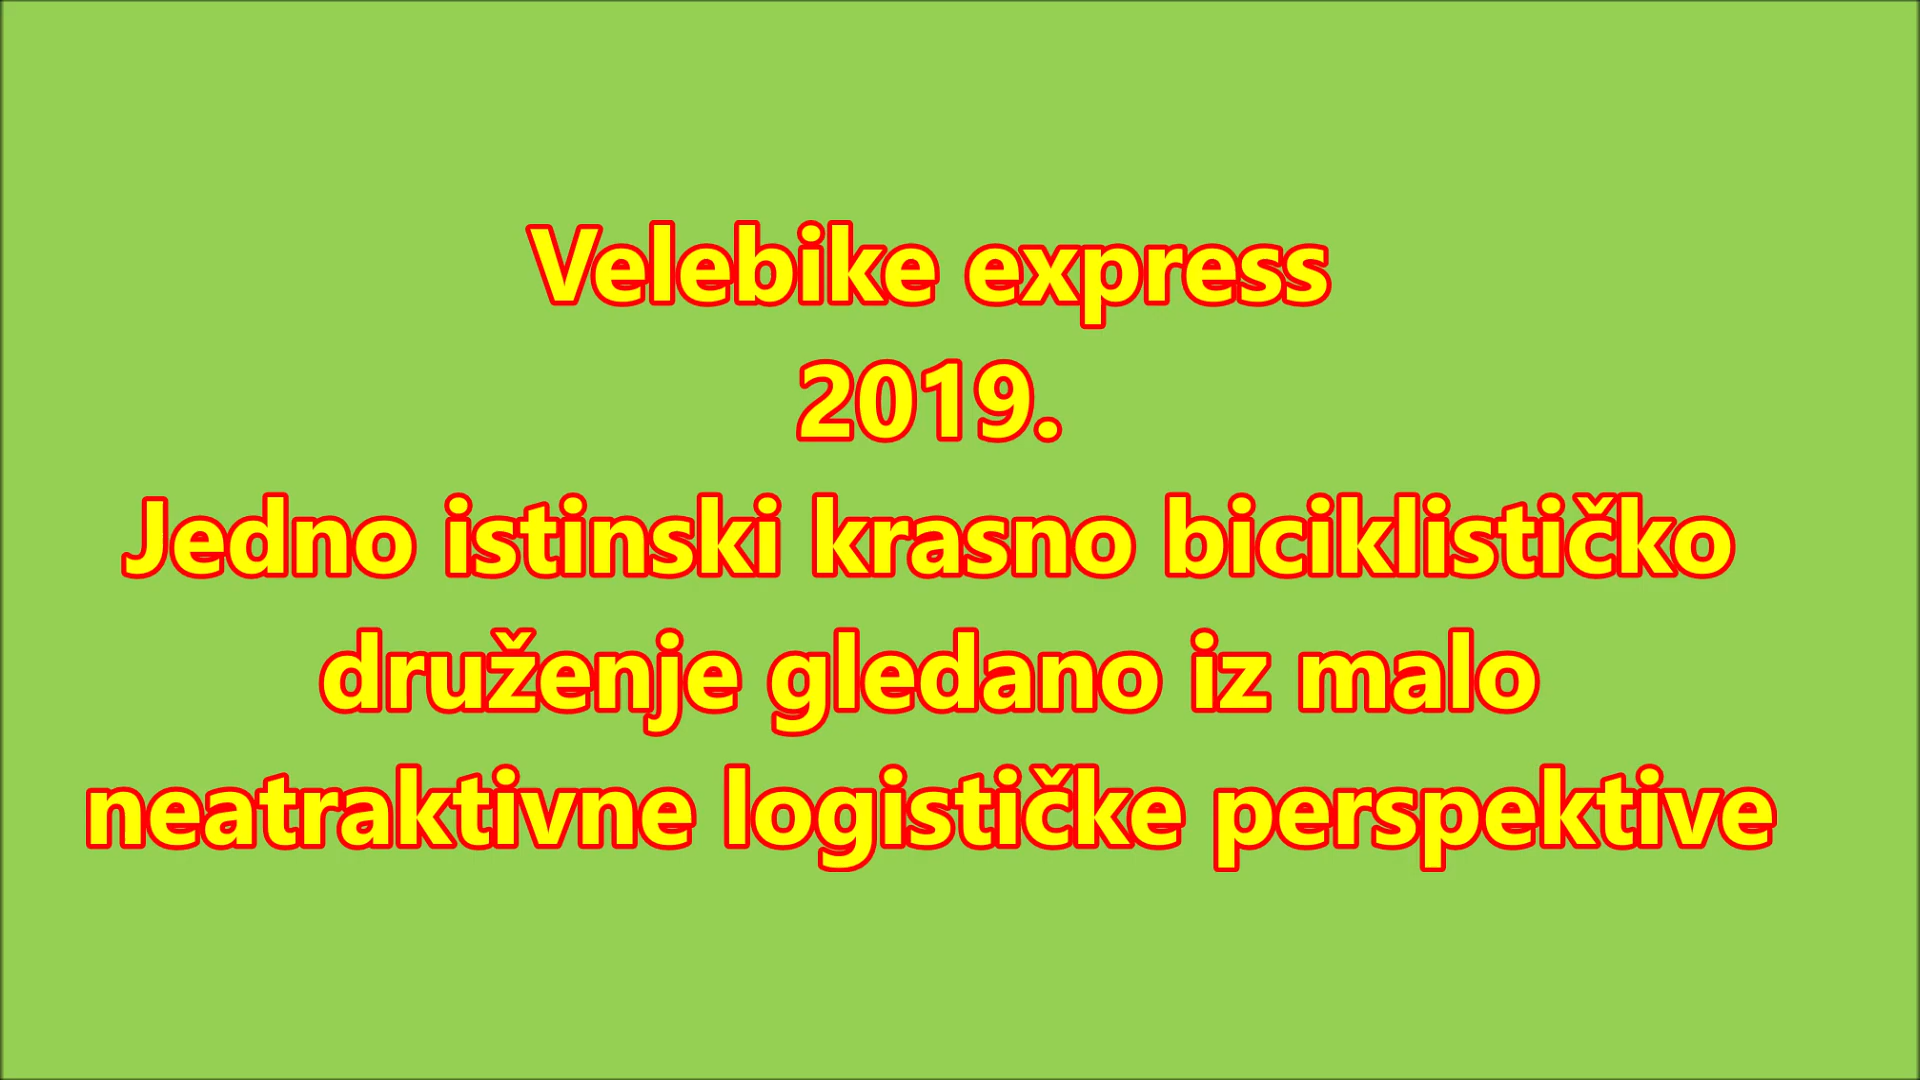 Velebike express
2019.
Jedno istinski krasno biciklističko
druženje gledano iz malo
neatraktivne logističke perspektive